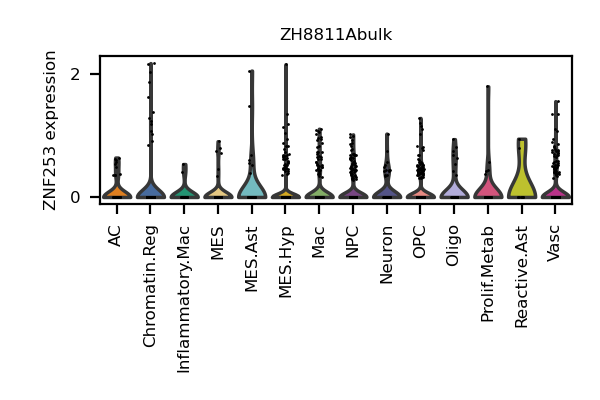 ZH8811Abulk
ZNF253 expression
2
0
AC
Chromatin.Reg
Inflammatory.Mac
MES
MES.Ast
MES.Hyp
Mac
NPC
Neuron
OPC
Oligo
Prolif.Metab
Reactive.Ast
Vasc